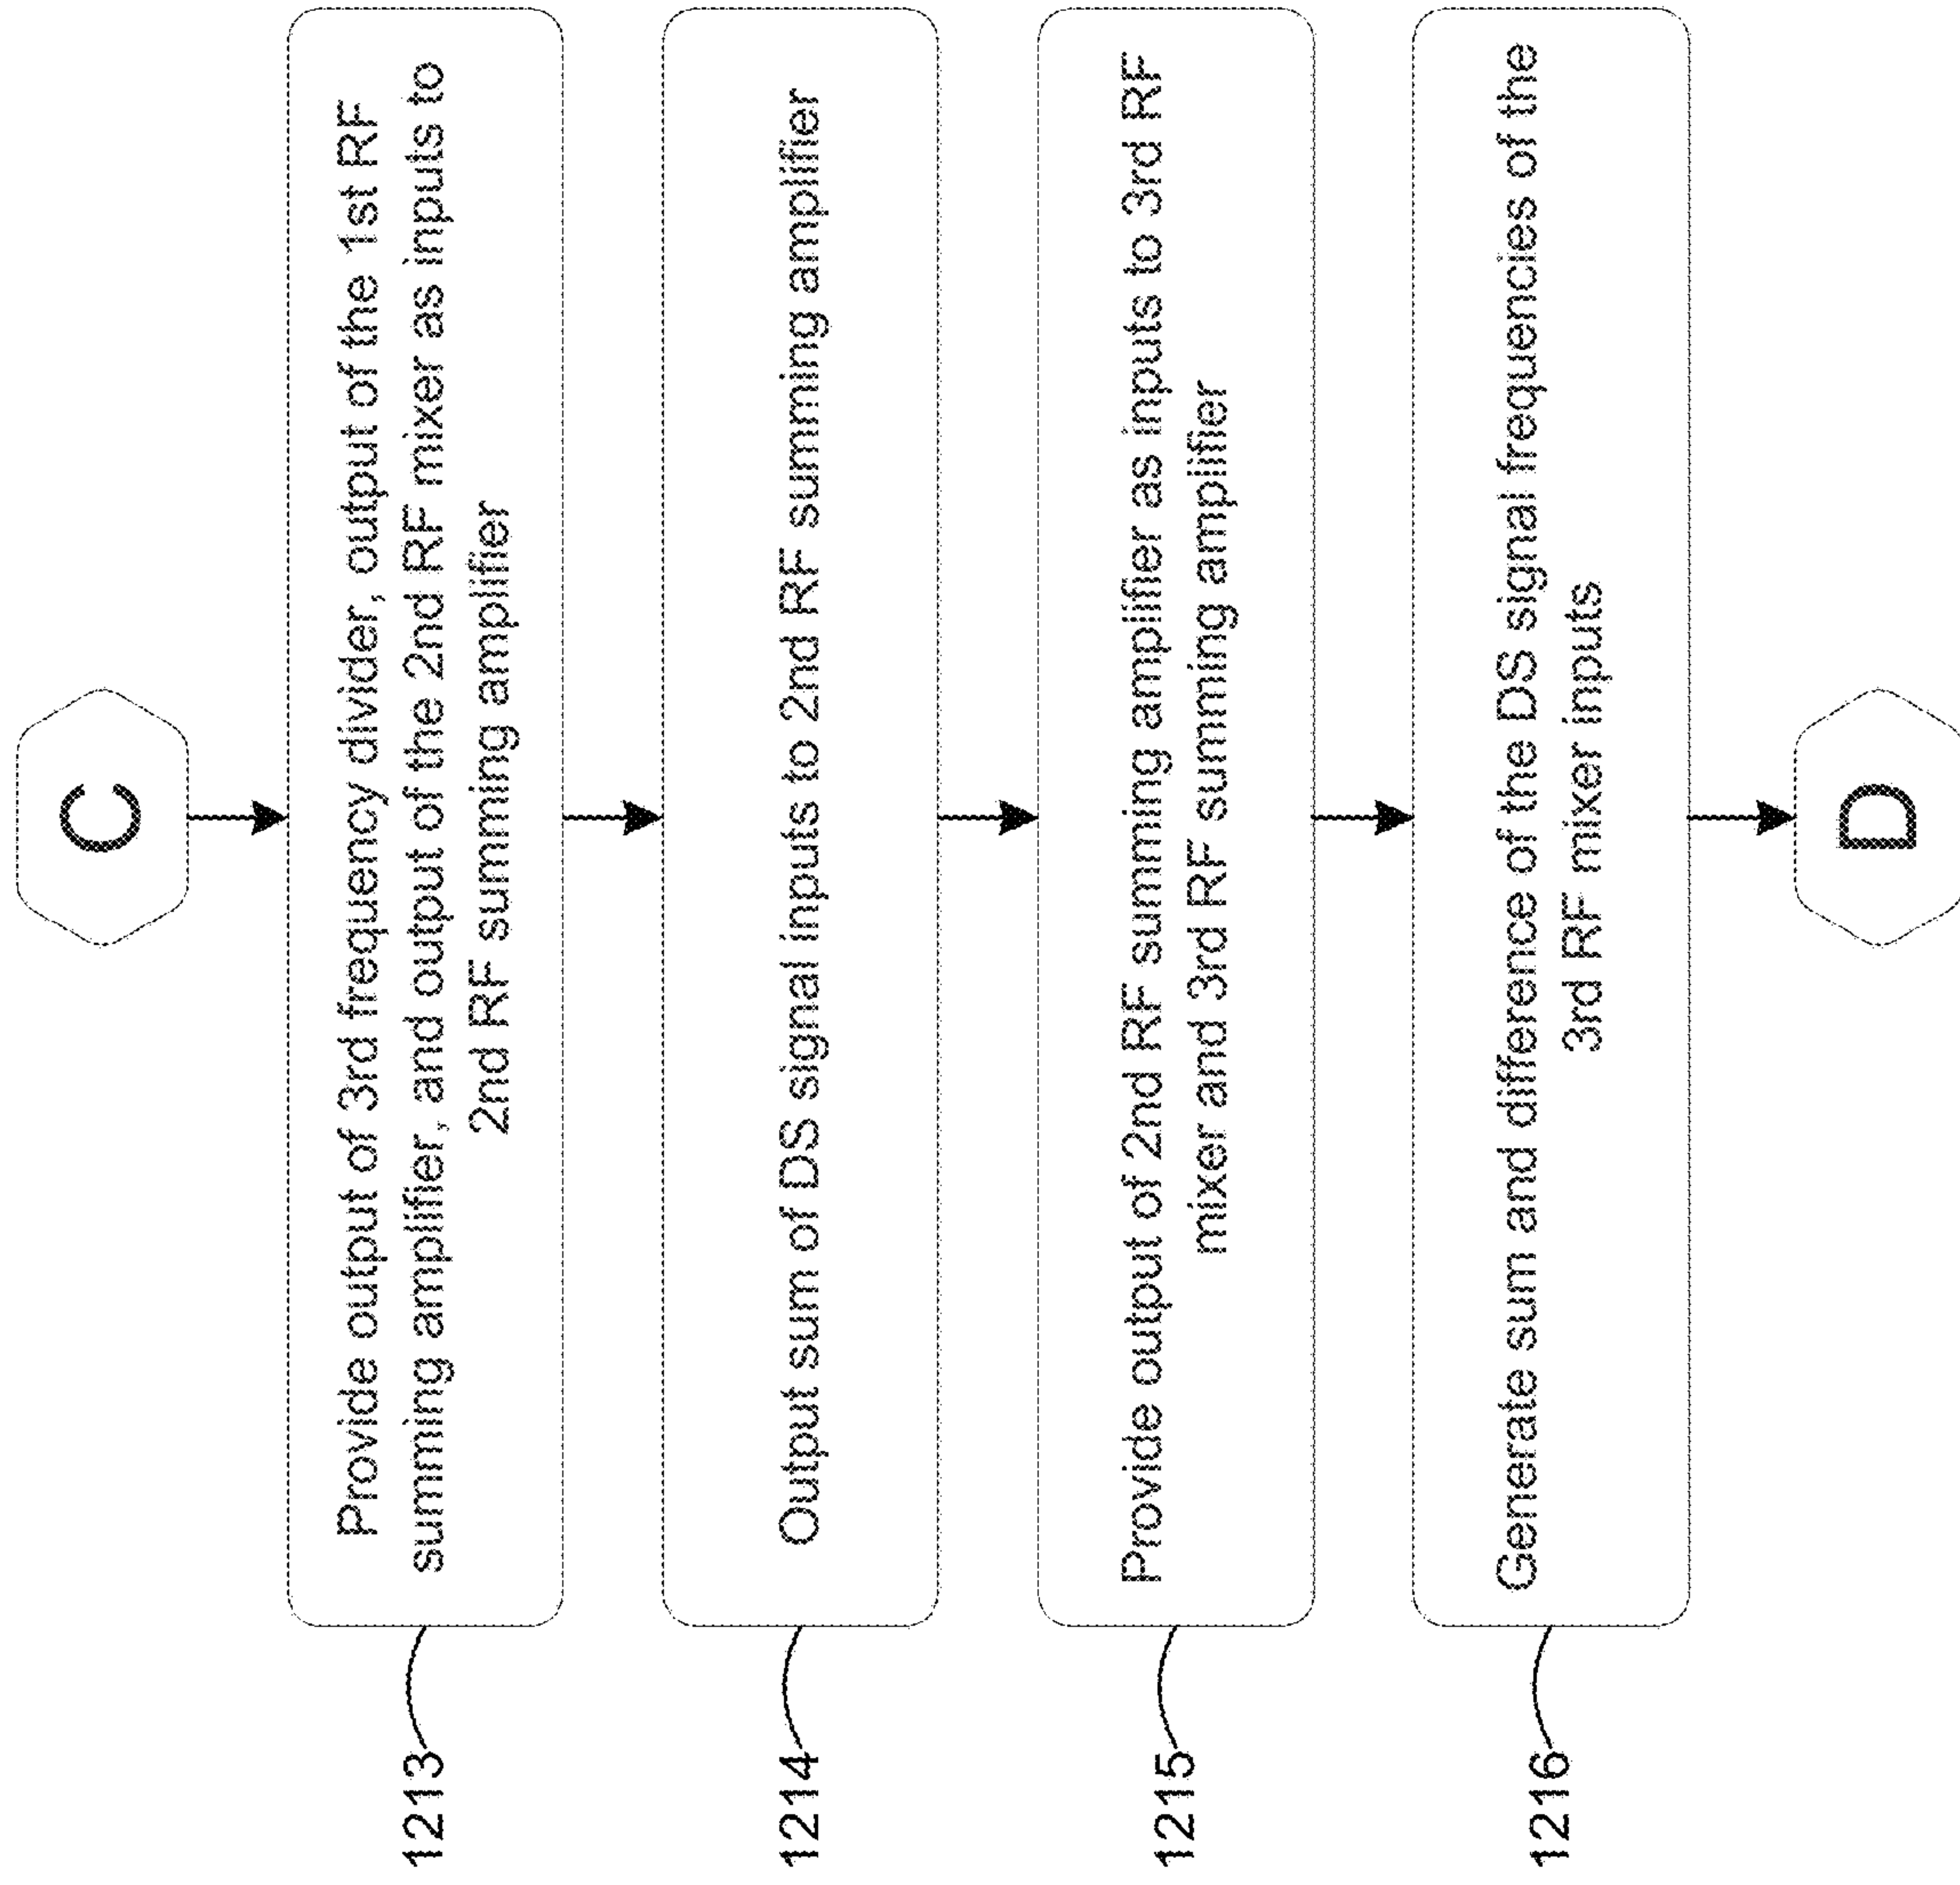 C
1213
Provide output of 3rd frequency divider, output of the 1st RF
summing amplifier, and output of the 2nd RF mixer as inputs to
2nd RF summing amplifier
1214
Output sum of DS signal inputs to 2nd RF summing amplifier
1215
Provide output of 2nd RF summing amplifier as inputs to 3rd RF
mixer and 3rd RF summing amplifier
1216
Generate sum and difference of the DS signal frequencies of the
3rd RF mixer inputs
D